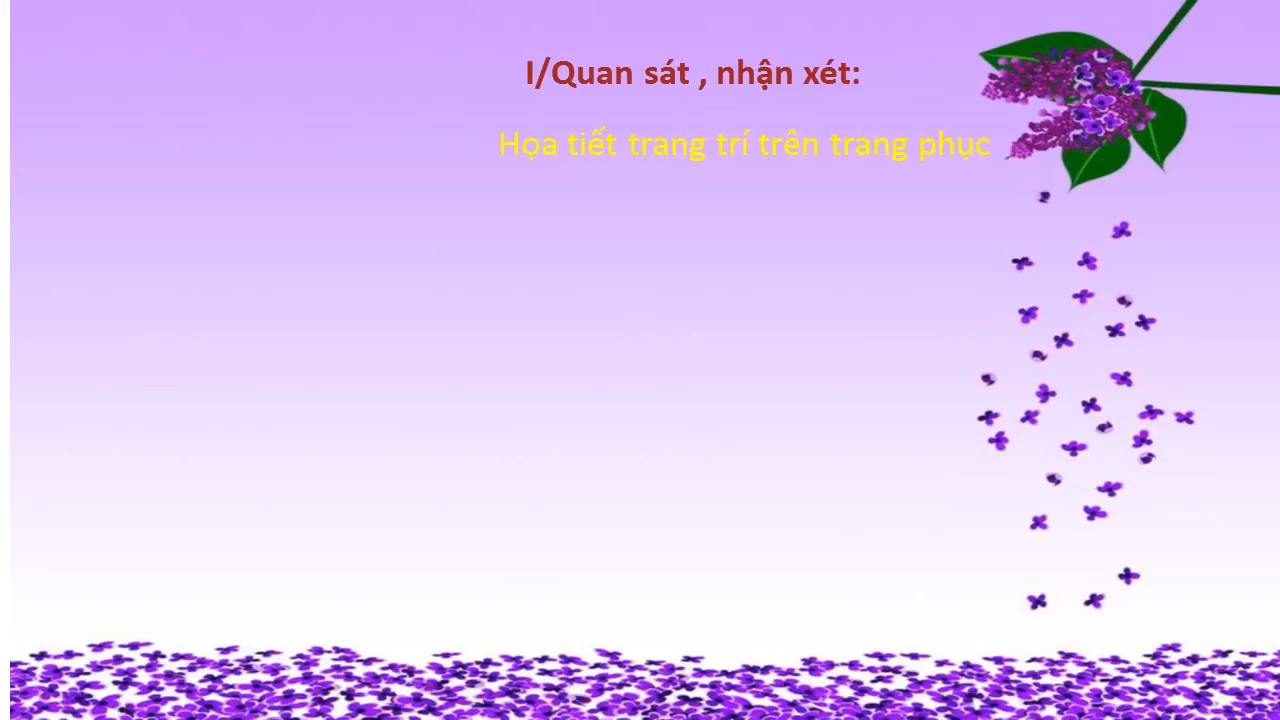 I/Quan sát , nhận xét:
Họa tiết trang trí trên trang phục